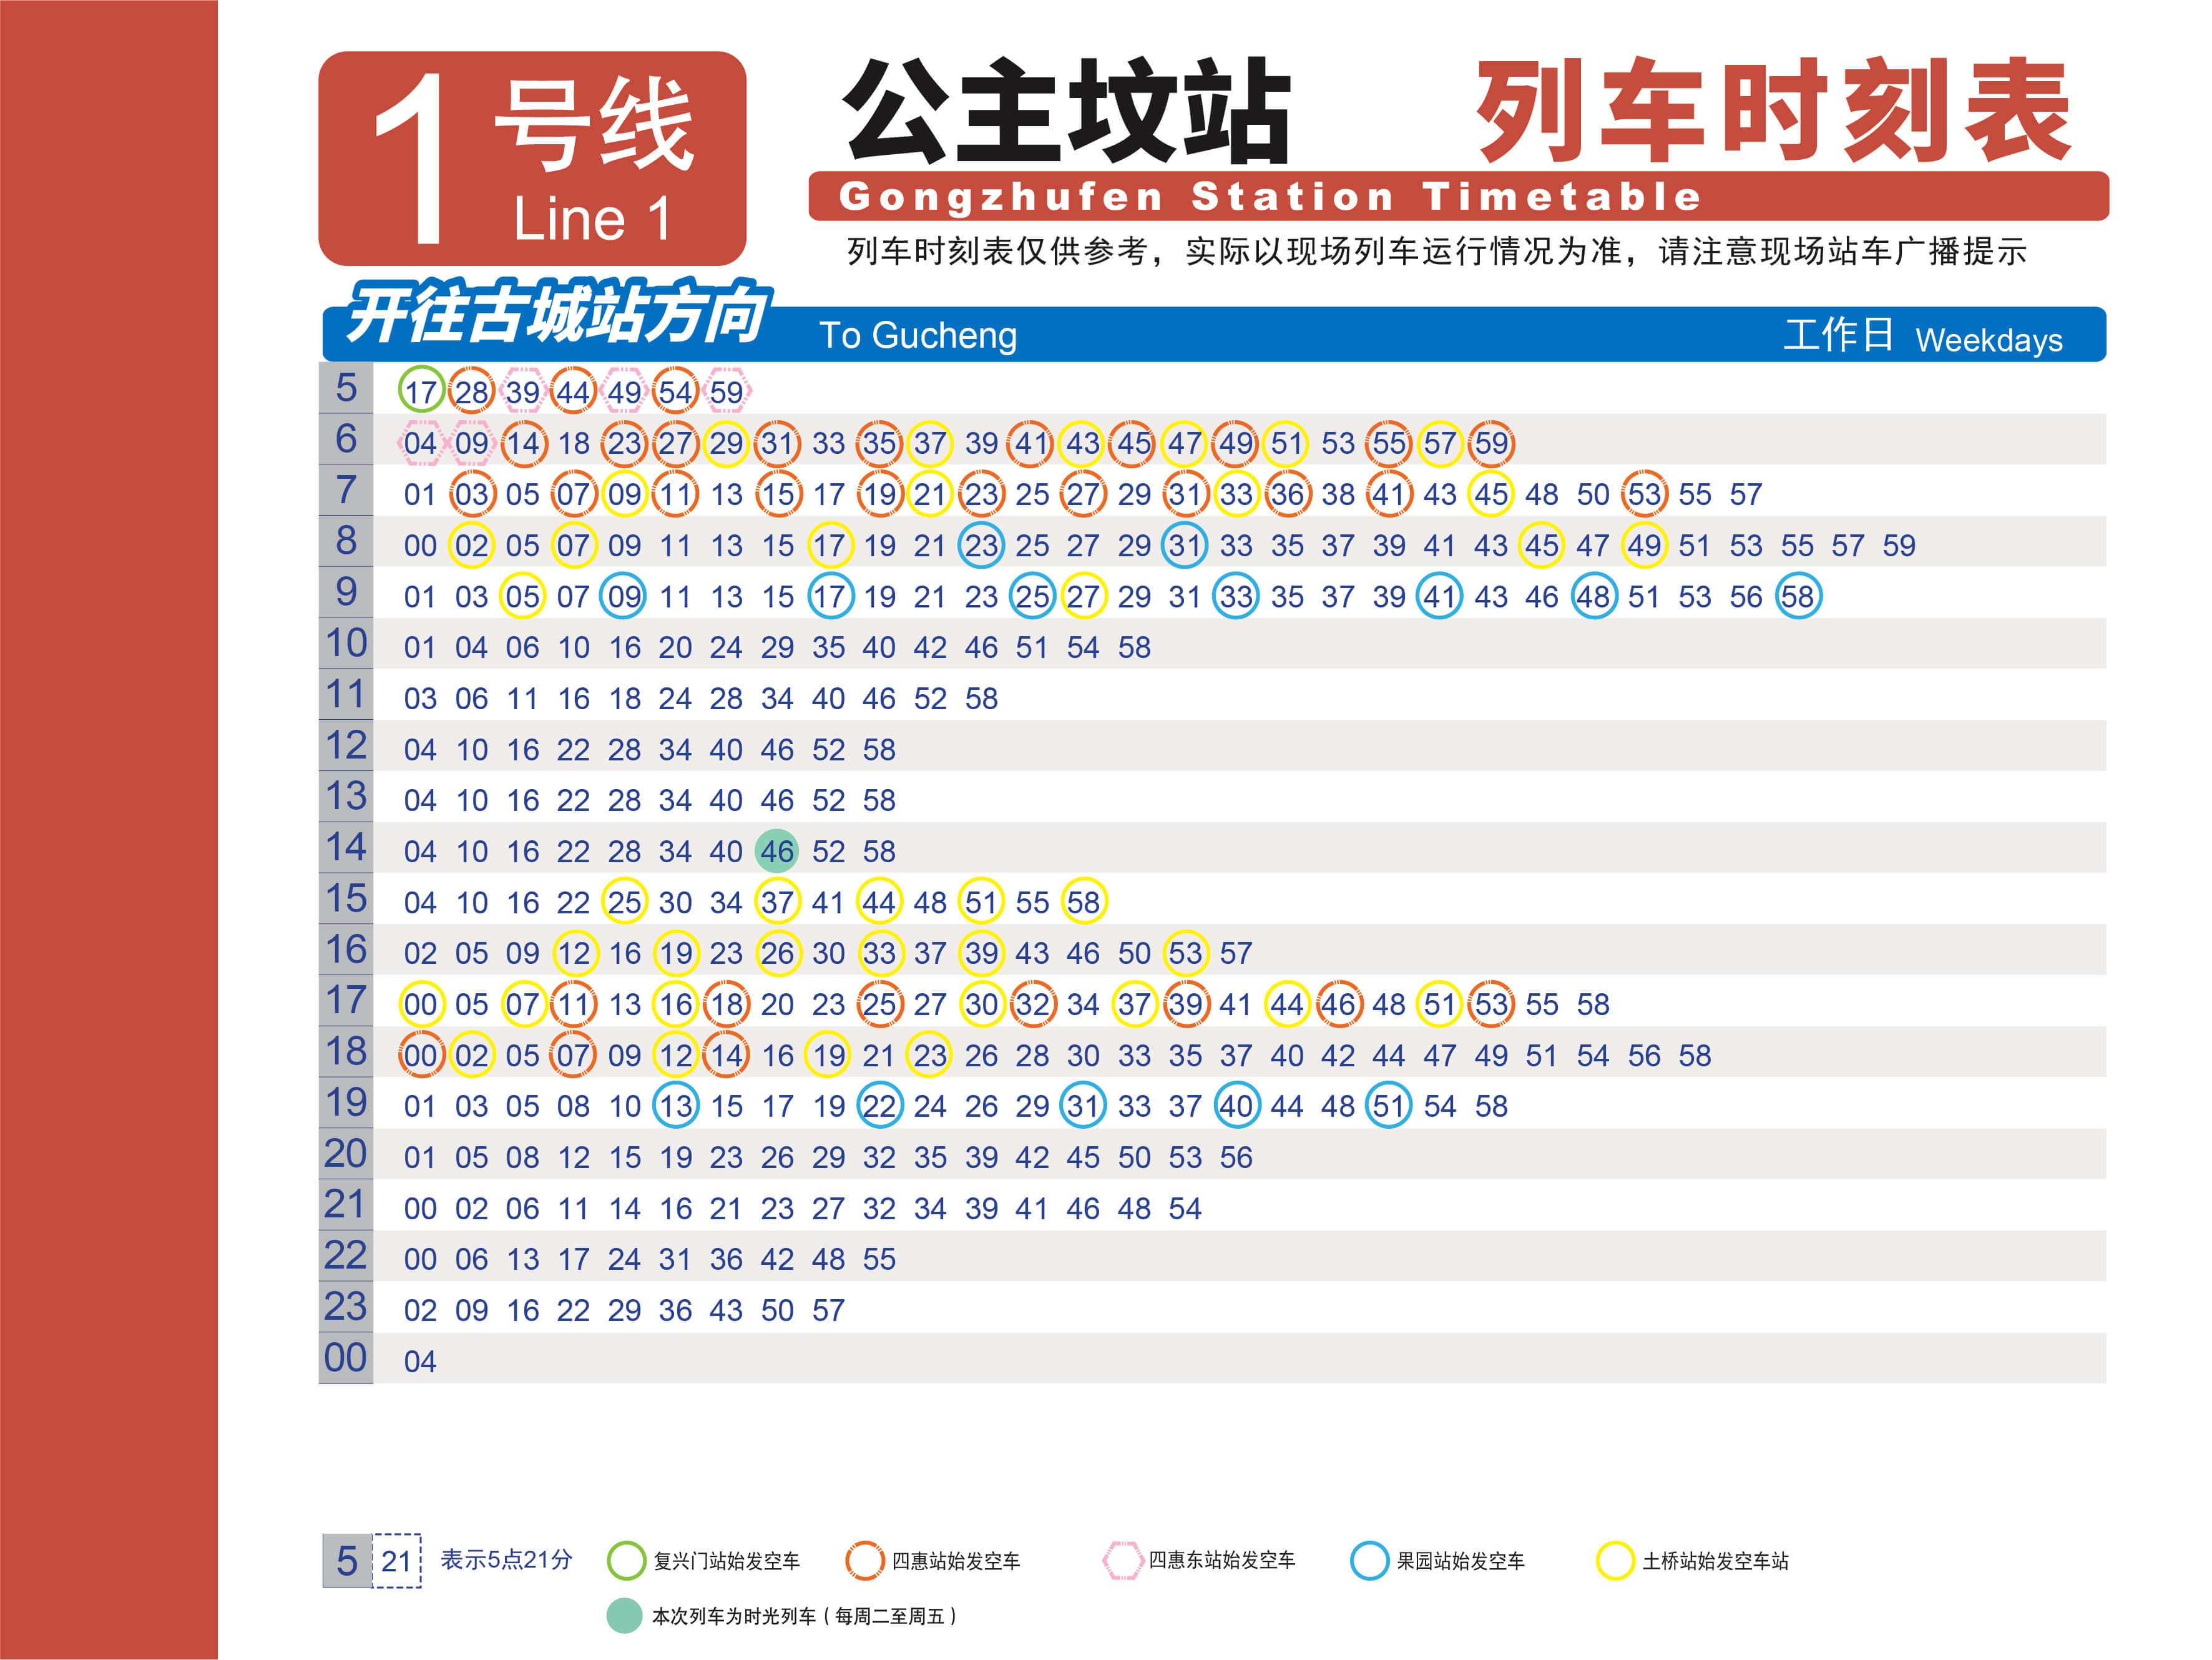 1号线
Line 1
公主坟站 列车时刻表
Gongzhufen Station Timetable
列车时刻表仅供参考，实际以现场列车运行情况为准，请注意现场站车广播提示
开往古城站方向 To Gucheng 工作日 Weekdays
5 17 28 39 44 49 54 59
6 04 09 14 18 23 27 29 31 33 35 37 39 41 43 45 47 49 51 53 55 57 59
7 01 03 05 07 09 11 13 15 17 19 21 23 25 27 29 31 33 36 38 41 43 45 48 50 53 55 57
8 00 02 05 07 09 11 13 15 17 19 21 23 25 27 29 31 33 35 37 39 41 43 45 47 49 51 53 55 57 59
9 01 03 05 07 09 11 13 15 17 19 21 23 25 27 29 31 33 35 37 39 41 43 46 48 51 53 56 58
10 01 04 06 10 16 20 24 29 35 40 42 46 51 54 58
11 03 06 11 16 18 24 28 34 40 46 52 58
12 04 10 16 22 28 34 40 46 52 58
13 04 10 16 22 28 34 40 46 52 58
14 04 10 16 22 28 34 40 46 52 58
15 04 10 16 22 25 30 34 37 41 44 48 51 55 58
16 02 05 09 12 16 19 23 26 30 33 37 39 43 46 50 53 57
17 00 05 07 11 13 16 18 20 23 25 27 30 32 34 37 39 41 44 46 48 51 53 55 58
18 00 02 05 07 09 12 14 16 19 21 23 26 28 30 33 35 37 40 42 44 47 49 51 54 56 58
19 01 03 05 08 10 13 15 17 19 22 24 26 29 31 33 37 40 44 48 51 54 58
20 01 05 08 12 15 19 23 26 29 32 35 39 42 45 50 53 56
21 00 02 06 11 14 16 21 23 27 32 34 39 41 46 48 54
22 00 06 13 17 24 31 36 42 48 55
23 02 09 16 22 29 36 43 50 57
00 04
5 21 表示5点21分 复兴门站始发空车 四惠站始发空车 四惠东站始发空车 果园站始发空车 土桥站始发空车站
本次列车为时光列车（每周二至周五）